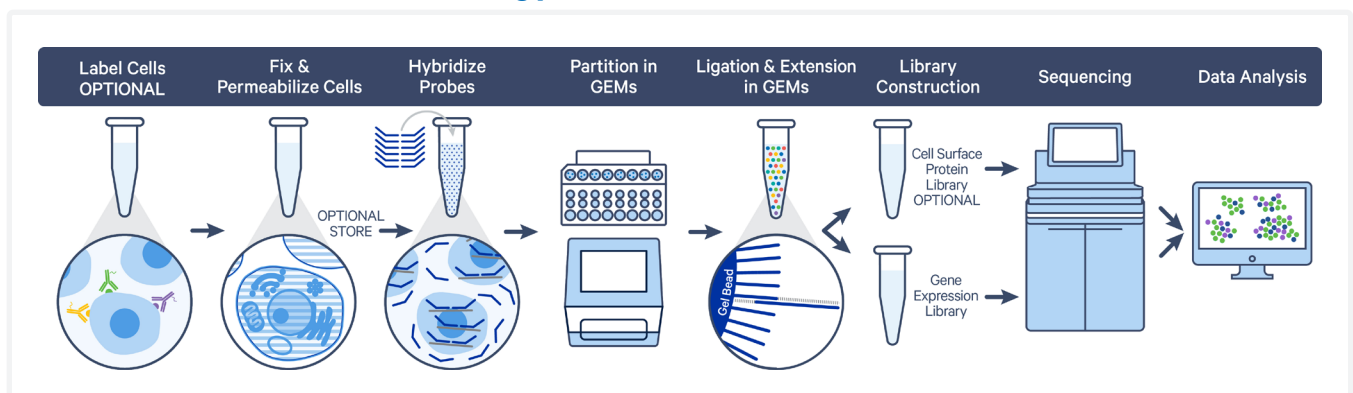 Label Cells
OPTIONAL
Fix &
Permeabilize Cells
Hybridize
Probes
Partition in
GEMs
Ligation & Extension
in GEMs
Library
Construction
Sequencing
Data Analysis
OPTIONAL
STORE
Gel Bead
Cell Surface
Protein
Library
OPTIONAL
Gene
Expression
Library